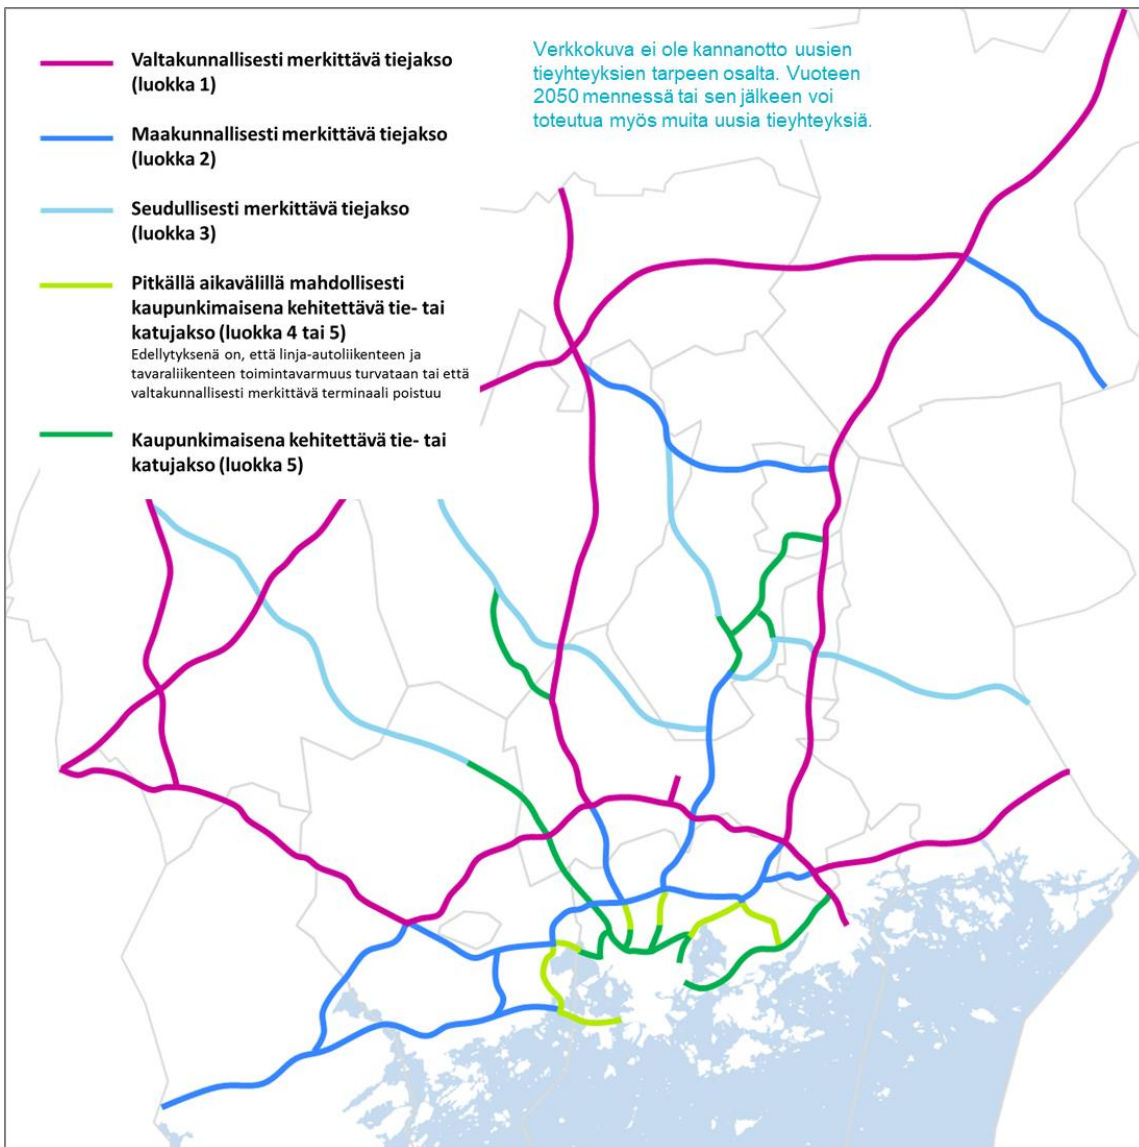 Valtakunnallisesti merkittävä tiejakso
(luokka 1)
Maakunnallisesti merkittävä tiejakso
(luokka 2)
Seudullisesti merkittävä tiejakso
(luokka 3)
Pitkällä aikavälillä mahdollisesti
kaupunkimaisena kehitettävä tie- tai
katujakso (luokka 4 tai 5)
Edellytyksenä on, että linja-autoliikenteen ja
tavaraliikenteen toimintavarmuus turvataan tai että
valtakunnallisesti merkittävä terminaali poistuu
Kaupunkimaisena kehitettävä tie- tai
katujakso (luokka 5)
Verkkokuva ei ole kannanotto uusien
tieyhteyksien tarpeen osalta. Vuoteen
2050 mennessä tai sen jälkeen voi
toteutua myös muita uusia tieyhteyksiä.